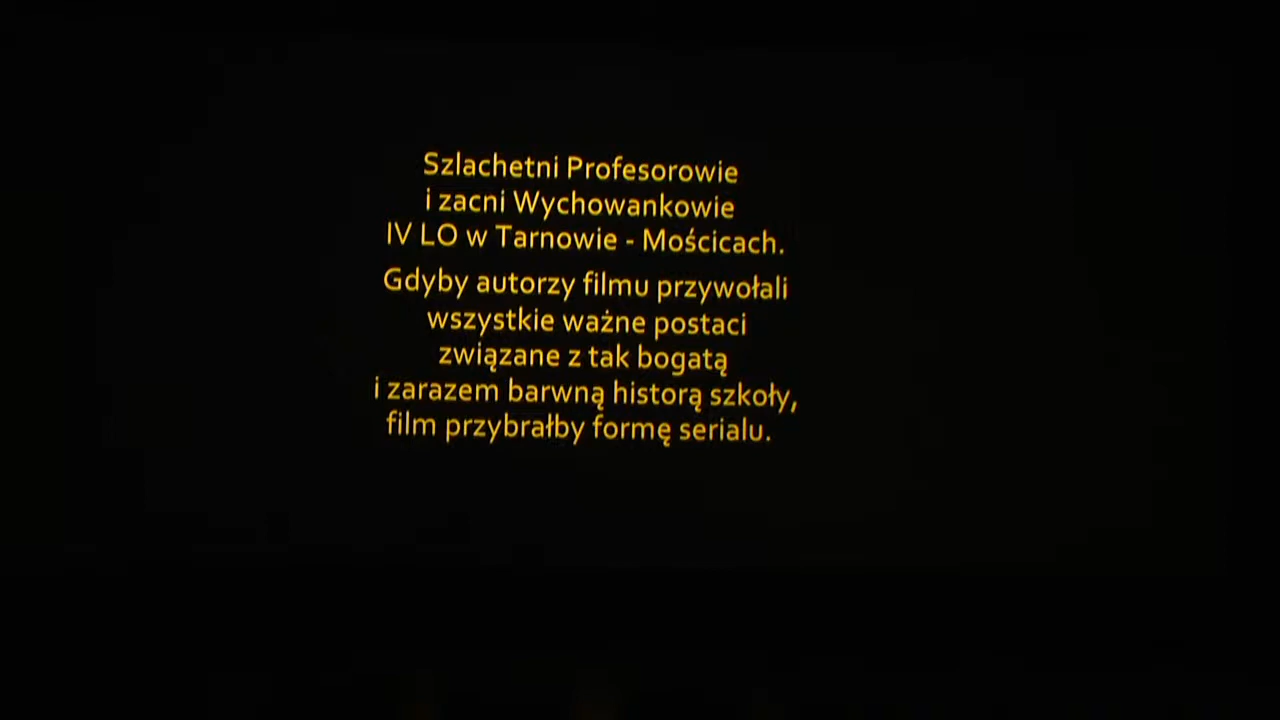 Szlachetni Profesorowie
i zacni Wychowankowie
IV LO w Tarnowie - Mościcach.
Gdyby autorzy filmu przywołali
wszystkie ważne postaci
związane z tak bogatą
i zarazem barwną historą szkoły,
film przybrałby formę serialu.